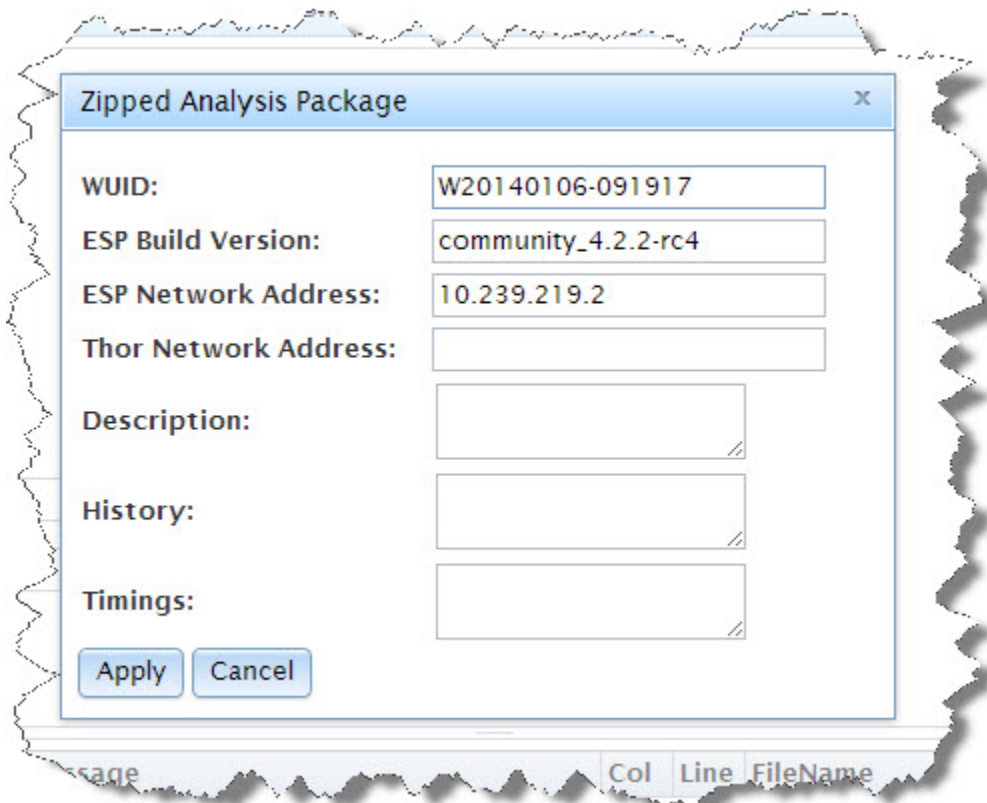 Zipped Analysis Package x
WUID: W20140106-091917
ESP Build Version: community_4.2.2-rc4
ESP Network Address: 10.239.219.2
Thor Network Address:
Description:
History:
Timings:
Apply Cancel
Col Line FileName